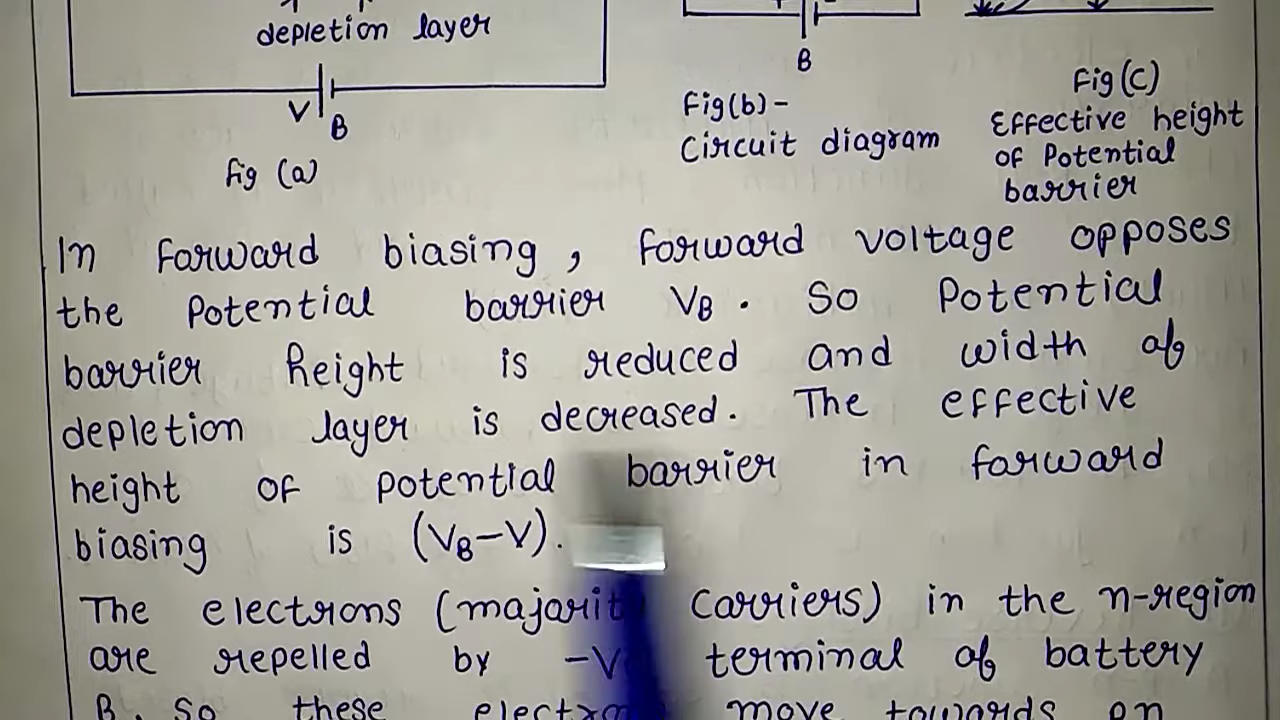 depletion layer
V
B
fig (a)
B
Fig(b)-
Circuit diagram
Fig(C)
Effective height
of Potential
barrier
In forward biasing, forward voltage opposes
the Potential barrier VB. So Potential
barrier height is reduced and width of
depletion layer is decreased. The effective
height of potential barrier in forward
biasing is (VB-V).
The electrons (majorit carriers) in the n-region
are repelled by -V terminal of battery
B. so these move towards